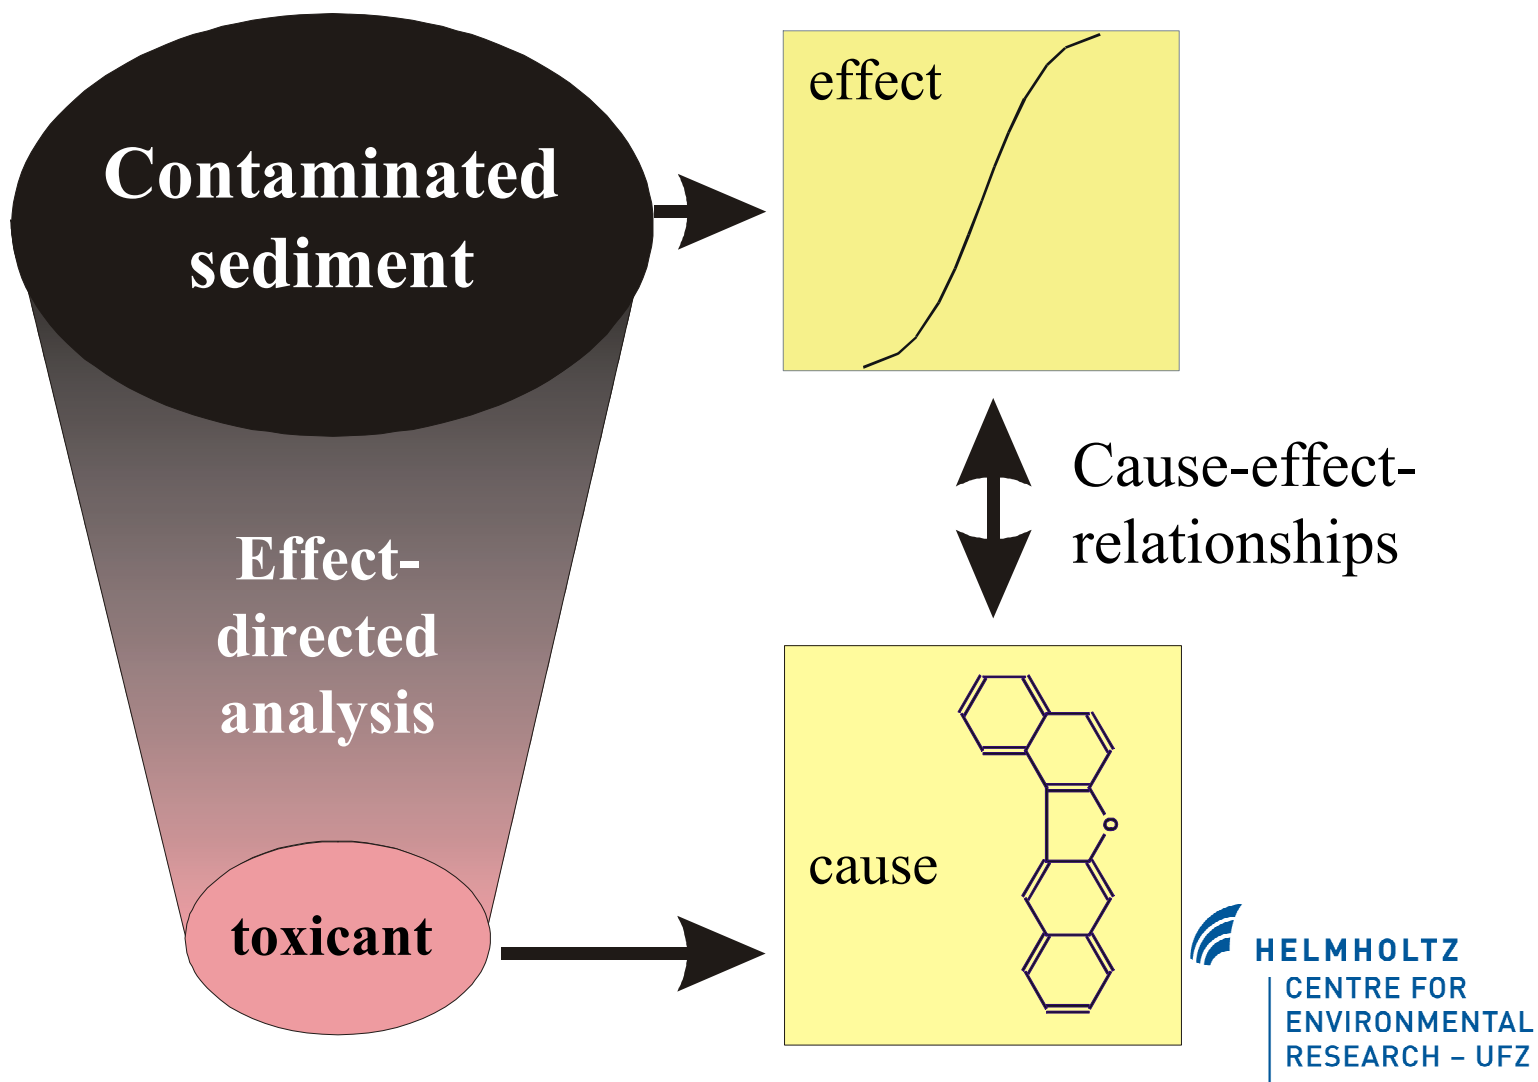 Contaminated
sediment
effect
Cause-effect-
relationships
Effect-
directed
analysis
toxicant
cause
O
HELMHOLTZ
CENTRE FOR
ENVIRONMENTAL
RESEARCH – UFZ